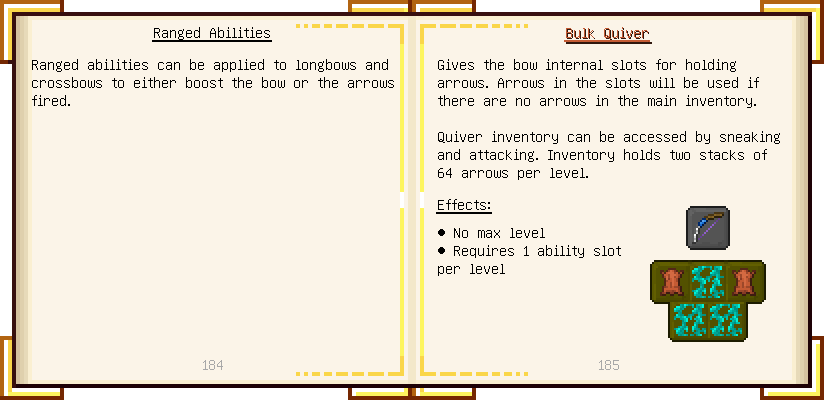 Ranged Abilities
Ranged abilities can be applied to longbows and
crossbows to either boost the bow or the arrows
fired.
184
Bulk Quiver
Gives the bow internal slots for holding
arrows. Arrows in the slots will be used if
there are no arrows in the main inventory.
Quiver inventory can be accessed by sneaking
and attacking. Inventory holds two stacks of
64 arrows per level.
Effects:
• No max level
• Requires 1 ability slot
per level
185